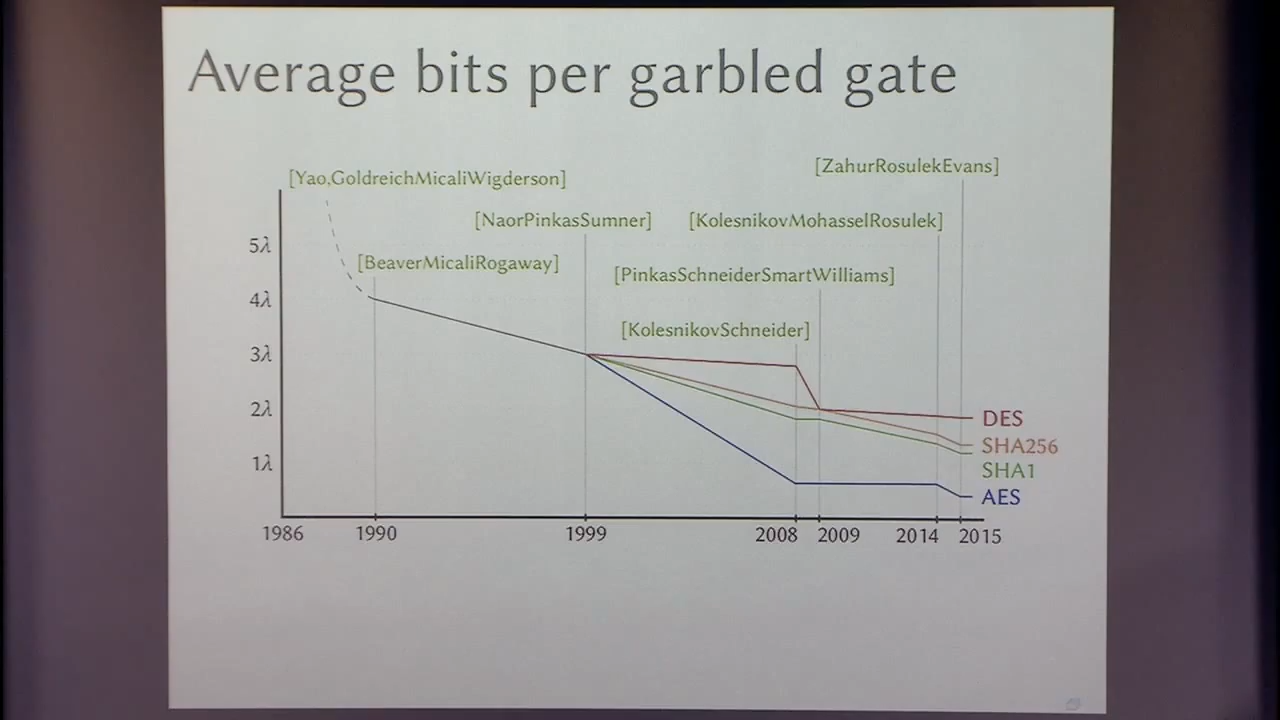 Average bits per garbled gate
[ZahurRosulekEvans]
[Yao,GoldreichMicaliWigderson]
[NaorPinkasSumner]
[KolesnikovMohasselRosulek]
5λ
[BeaverMicaliRogaway]
[PinkasSchneiderSmartWilliams]
4λ
[KolesnikovSchneider]
3λ
2λ
DES
SHA256
1λ
SHA1
AES
1986 1990 1999 2008 2009 2014 2015